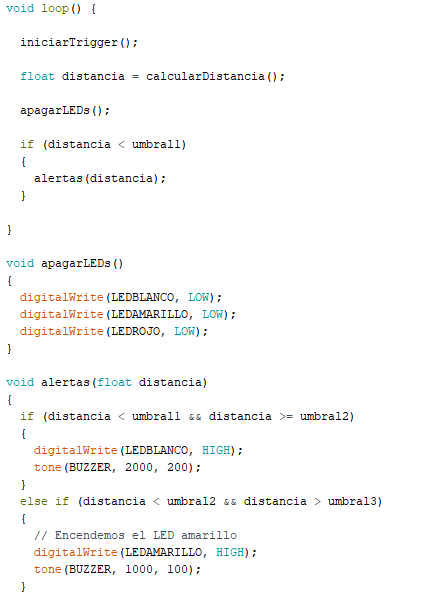 void loop() {
iniciarTrigger();
float distancia = calcularDistancia();
apagarLEDs();
if (distancia < umbral1)
{
alertas(distancia);
}
}
void apagarLEDs()
{
digitalWrite(LEDBLANCO, LOW);
digitalWrite(LEDAMARILLO, LOW);
digitalWrite(LEDROJO, LOW);
}
void alertas(float distancia)
{
if (distancia < umbral1 && distancia >= umbral2)
{
digitalWrite(LEDBLANCO, HIGH);
tone(BUZZER, 2000, 200);
}
else if (distancia < umbral2 && distancia > umbral3)
{
// Encendemos el LED amarillo
digitalWrite(LEDAMARILLO, HIGH);
tone(BUZZER, 1000, 100);
}